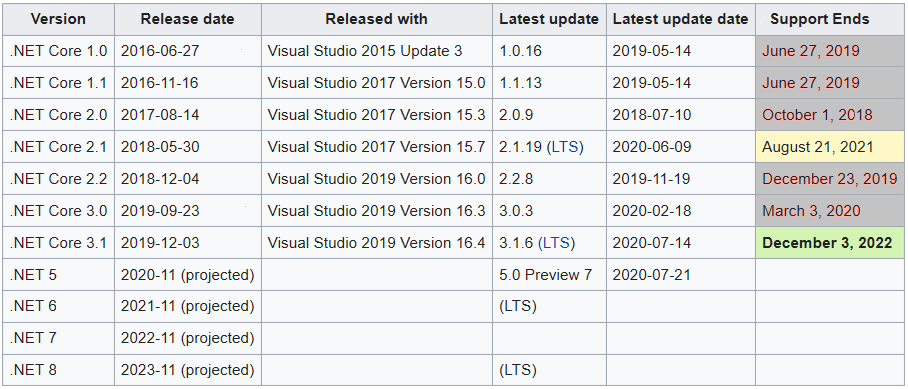 Version Release date Released with Latest update Latest update date Support Ends
.NET Core 1.0 2016-06-27 Visual Studio 2015 Update 3 1.0.16 2019-05-14 June 27, 2019
.NET Core 1.1 2016-11-16 Visual Studio 2017 Version 15.0 1.1.13 2019-05-14 June 27, 2019
.NET Core 2.0 2017-08-14 Visual Studio 2017 Version 15.3 2.0.9 2018-07-10 October 1, 2018
.NET Core 2.1 2018-05-30 Visual Studio 2017 Version 15.7 2.1.19 (LTS) 2020-06-09 August 21, 2021
.NET Core 2.2 2018-12-04 Visual Studio 2019 Version 16.0 2.2.8 2019-11-19 December 23, 2019
.NET Core 3.0 2019-09-23 Visual Studio 2019 Version 16.3 3.0.3 2020-02-18 March 3, 2020
.NET Core 3.1 2019-12-03 Visual Studio 2019 Version 16.4 3.1.6 (LTS) 2020-07-14 December 3, 2022
.NET 5 2020-11 (projected) 5.0 Preview 7 2020-07-21
.NET 6 2021-11 (projected) (LTS)
.NET 7 2022-11 (projected)
.NET 8 2023-11 (projected) (LTS)